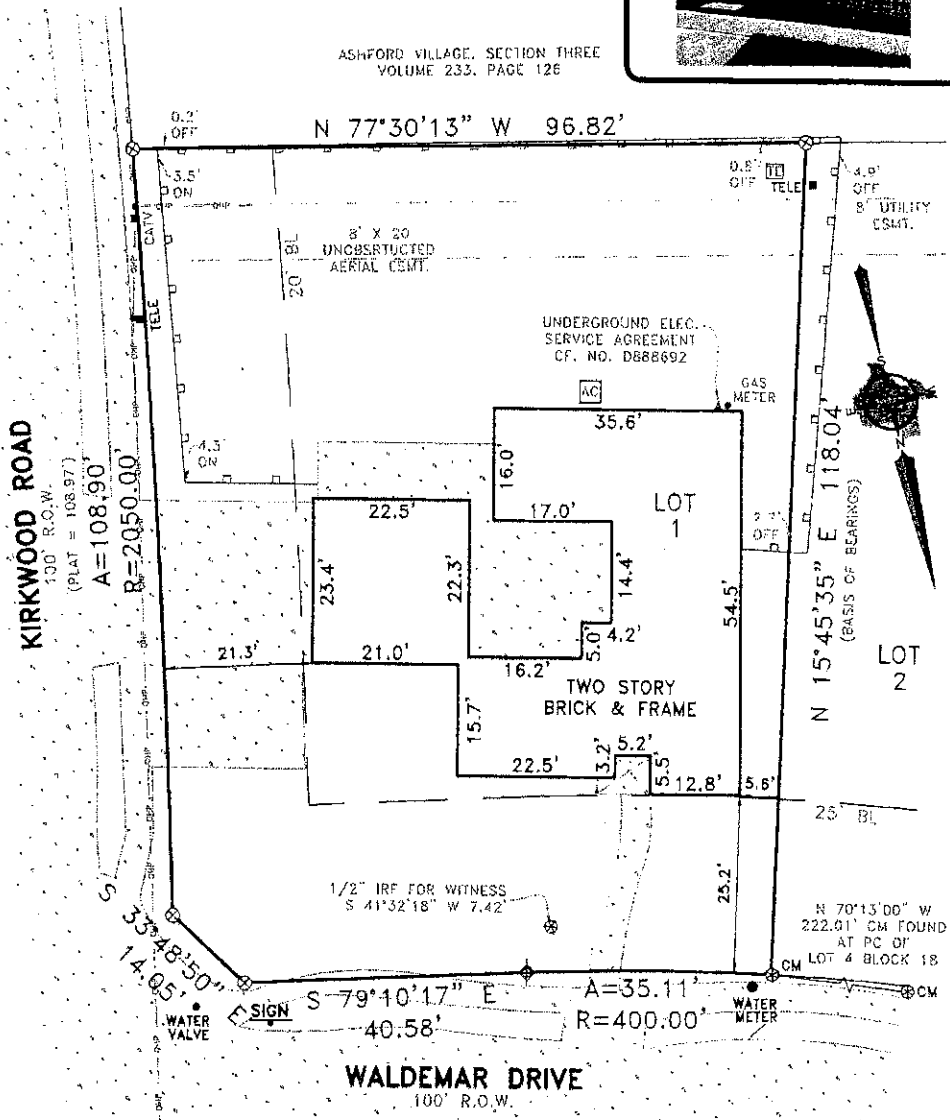 ASHFORD VILLAGE, SECTION THREE
VOLUME 233, PAGE 126
0.2'
OFF
N 77°30'13" W 96.82'
3.5'
ON
0.8'
OFF
TELE
4.9'
OFF
8' UTILITY
ESMT.
CATV
TELE
20' BL
8' X 20
UNOBSRTUCTED
AERIAL ESMT.
UNDERGROUND ELEC.
SERVICE AGREEMENT
CF. NO. D888692
AC
GAS
METER
35.6'
4.3'
ON
16.0'
LOT
1
22.5'
17.0'
OFF
KIRKWOOD ROAD
100' R.O.W.
(PLAT = 108.97')
A=108.90'
R=2050.00'
23.4'
22.3'
14.4'
54.5'
N 15°45'35" E 118.04'
(BASIS OF BEARINGS)
21.3'
21.0'
16.2'
5.0'
4.2'
LOT
2
TWO STORY
BRICK & FRAME
15.7'
22.5'
3.2'
5.2'
5.5'
12.8'
5.6'
25' BL
25.2'
1/2" IRF FOR WITNESS
S 41°32'18" W 7.42'
N 70°13'00" W
222.01' CM FOUND
AT PC OF
LOT 4 BLOCK 18
S 33°48'50" E
14.05'
CM
CM
WATER
VALVE
SIGN
S 79°10'17" E
40.58'
A=35.11'
R=400.00'
WATER
METER
WALDEMAR DRIVE
100' R.O.W.